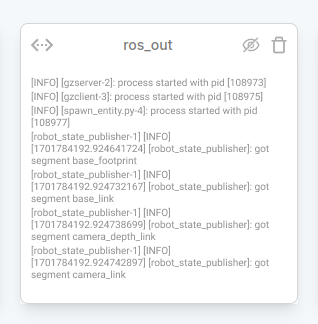 ros_out
[INFO] [gzserver-2]: process started with pid [108973]
[INFO] [gzclient-3]: process started with pid [108975]
[INFO] [spawn_entity.py-4]: process started with pid
[108977]
[robot_state_publisher-1] [INFO]
[1701784192.924641724] [robot_state_publisher]: got
segment base_footprint
[robot_state_publisher-1] [INFO]
[1701784192.924732167] [robot_state_publisher]: got
segment base_link
[robot_state_publisher-1] [INFO]
[1701784192.924738699] [robot_state_publisher]: got
segment camera_depth_link
[robot_state_publisher-1] [INFO]
[1701784192.924742897] [robot_state_publisher]: got
segment camera_link